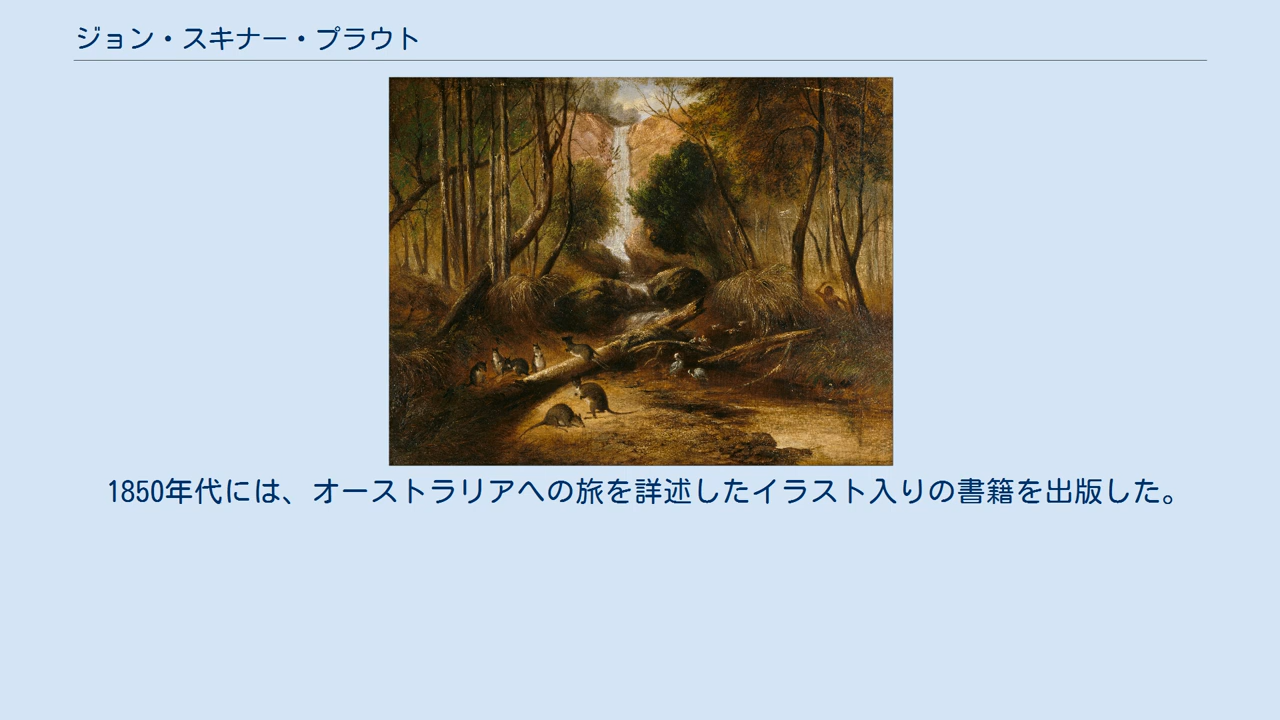 ジョン・スキナー・プラウト
1850年代には、オーストラリアへの旅を詳述したイラスト入りの書籍を出版した。